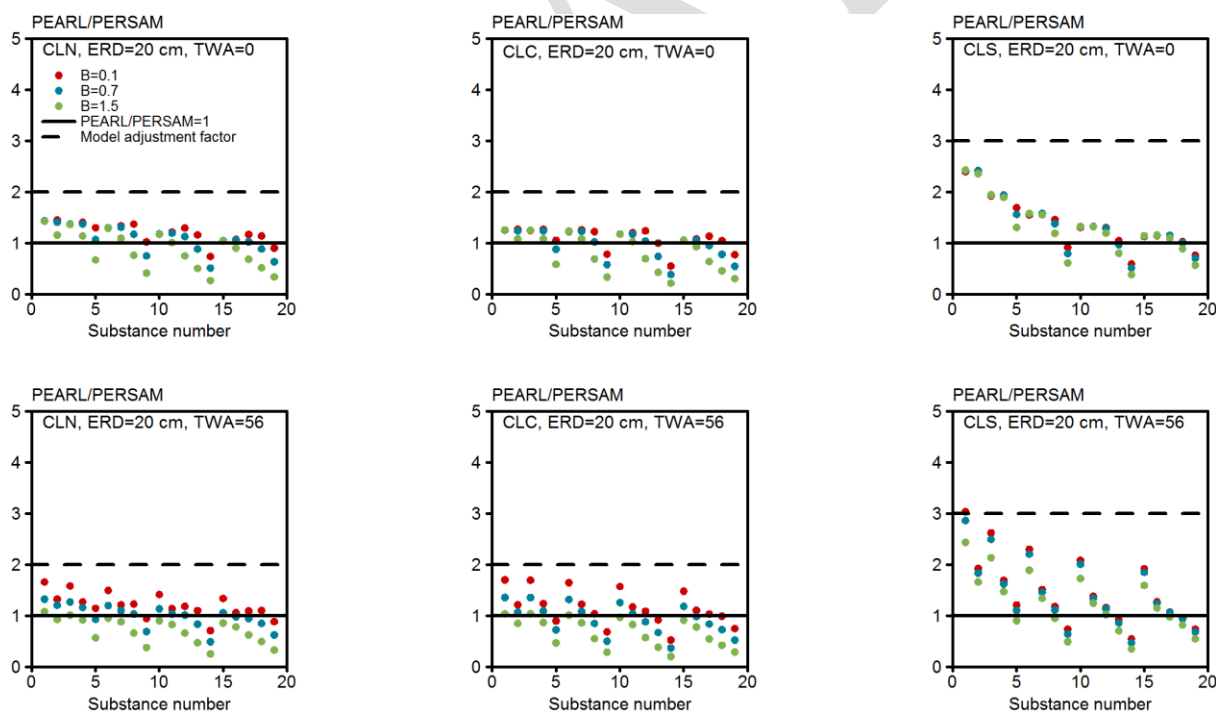 PEARL/PERSAM
5
CLN, ERD=20 cm, TWA=0
B=0.1
4
B=0.7
B=1.5
PEARL/PERSAM=1
3
Model adjustment factor
2
1
0
0 5 10 15 20
Substance number
PEARL/PERSAM
5
CLC, ERD=20 cm, TWA=0
4
3
2
1
0
0 5 10 15 20
Substance number
PEARL/PERSAM
5
CLS, ERD=20 cm, TWA=0
4
3
2
1
0
0 5 10 15 20
Substance number
PEARL/PERSAM
5
CLN, ERD=20 cm, TWA=56
4
3
2
1
0
0 5 10 15 20
Substance number
PEARL/PERSAM
5
CLC, ERD=20 cm, TWA=56
4
3
2
1
0
0 5 10 15 20
Substance number
PEARL/PERSAM
5
CLS, ERD=20 cm, TWA=56
4
3
2
1
0
0 5 10 15 20
Substance number